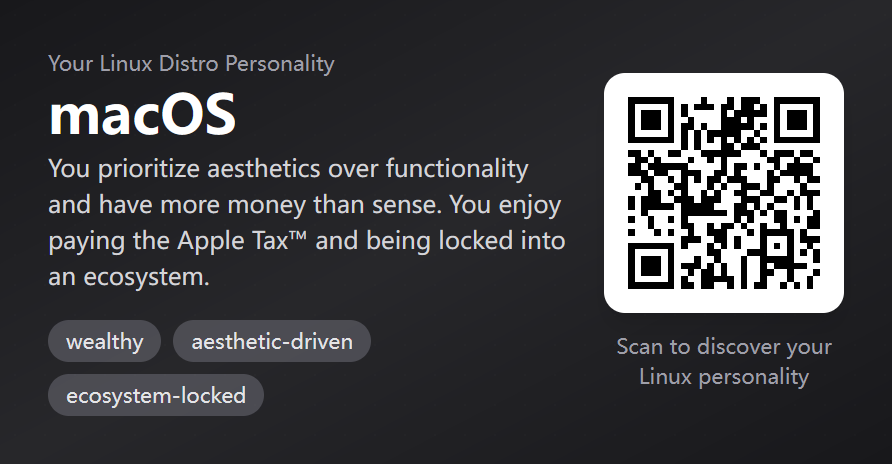 Your Linux Distro Personality
macOS
You prioritize aesthetics over functionality
and have more money than sense. You enjoy
paying the Apple Tax™ and being locked into
an ecosystem.
wealthy
aesthetic-driven
ecosystem-locked
Scan to discover your
Linux personality